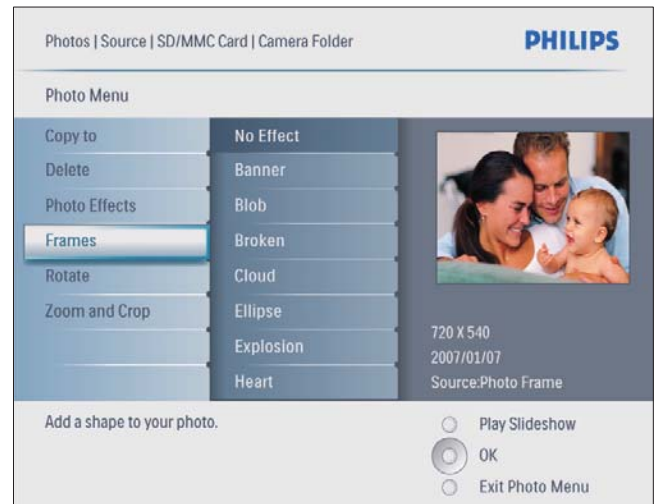 Photos | Source | SD/MMC Card | Camera Folder
PHILIPS
Photo Menu
Copy to
Delete
Photo Effects
Frames
Rotate
Zoom and Crop
No Effect
Banner
Blob
Broken
Cloud
Ellipse
Explosion
Heart
720 X 540
2007/01/07
Source:Photo Frame
Add a shape to your photo.
Play Slideshow
OK
Exit Photo Menu